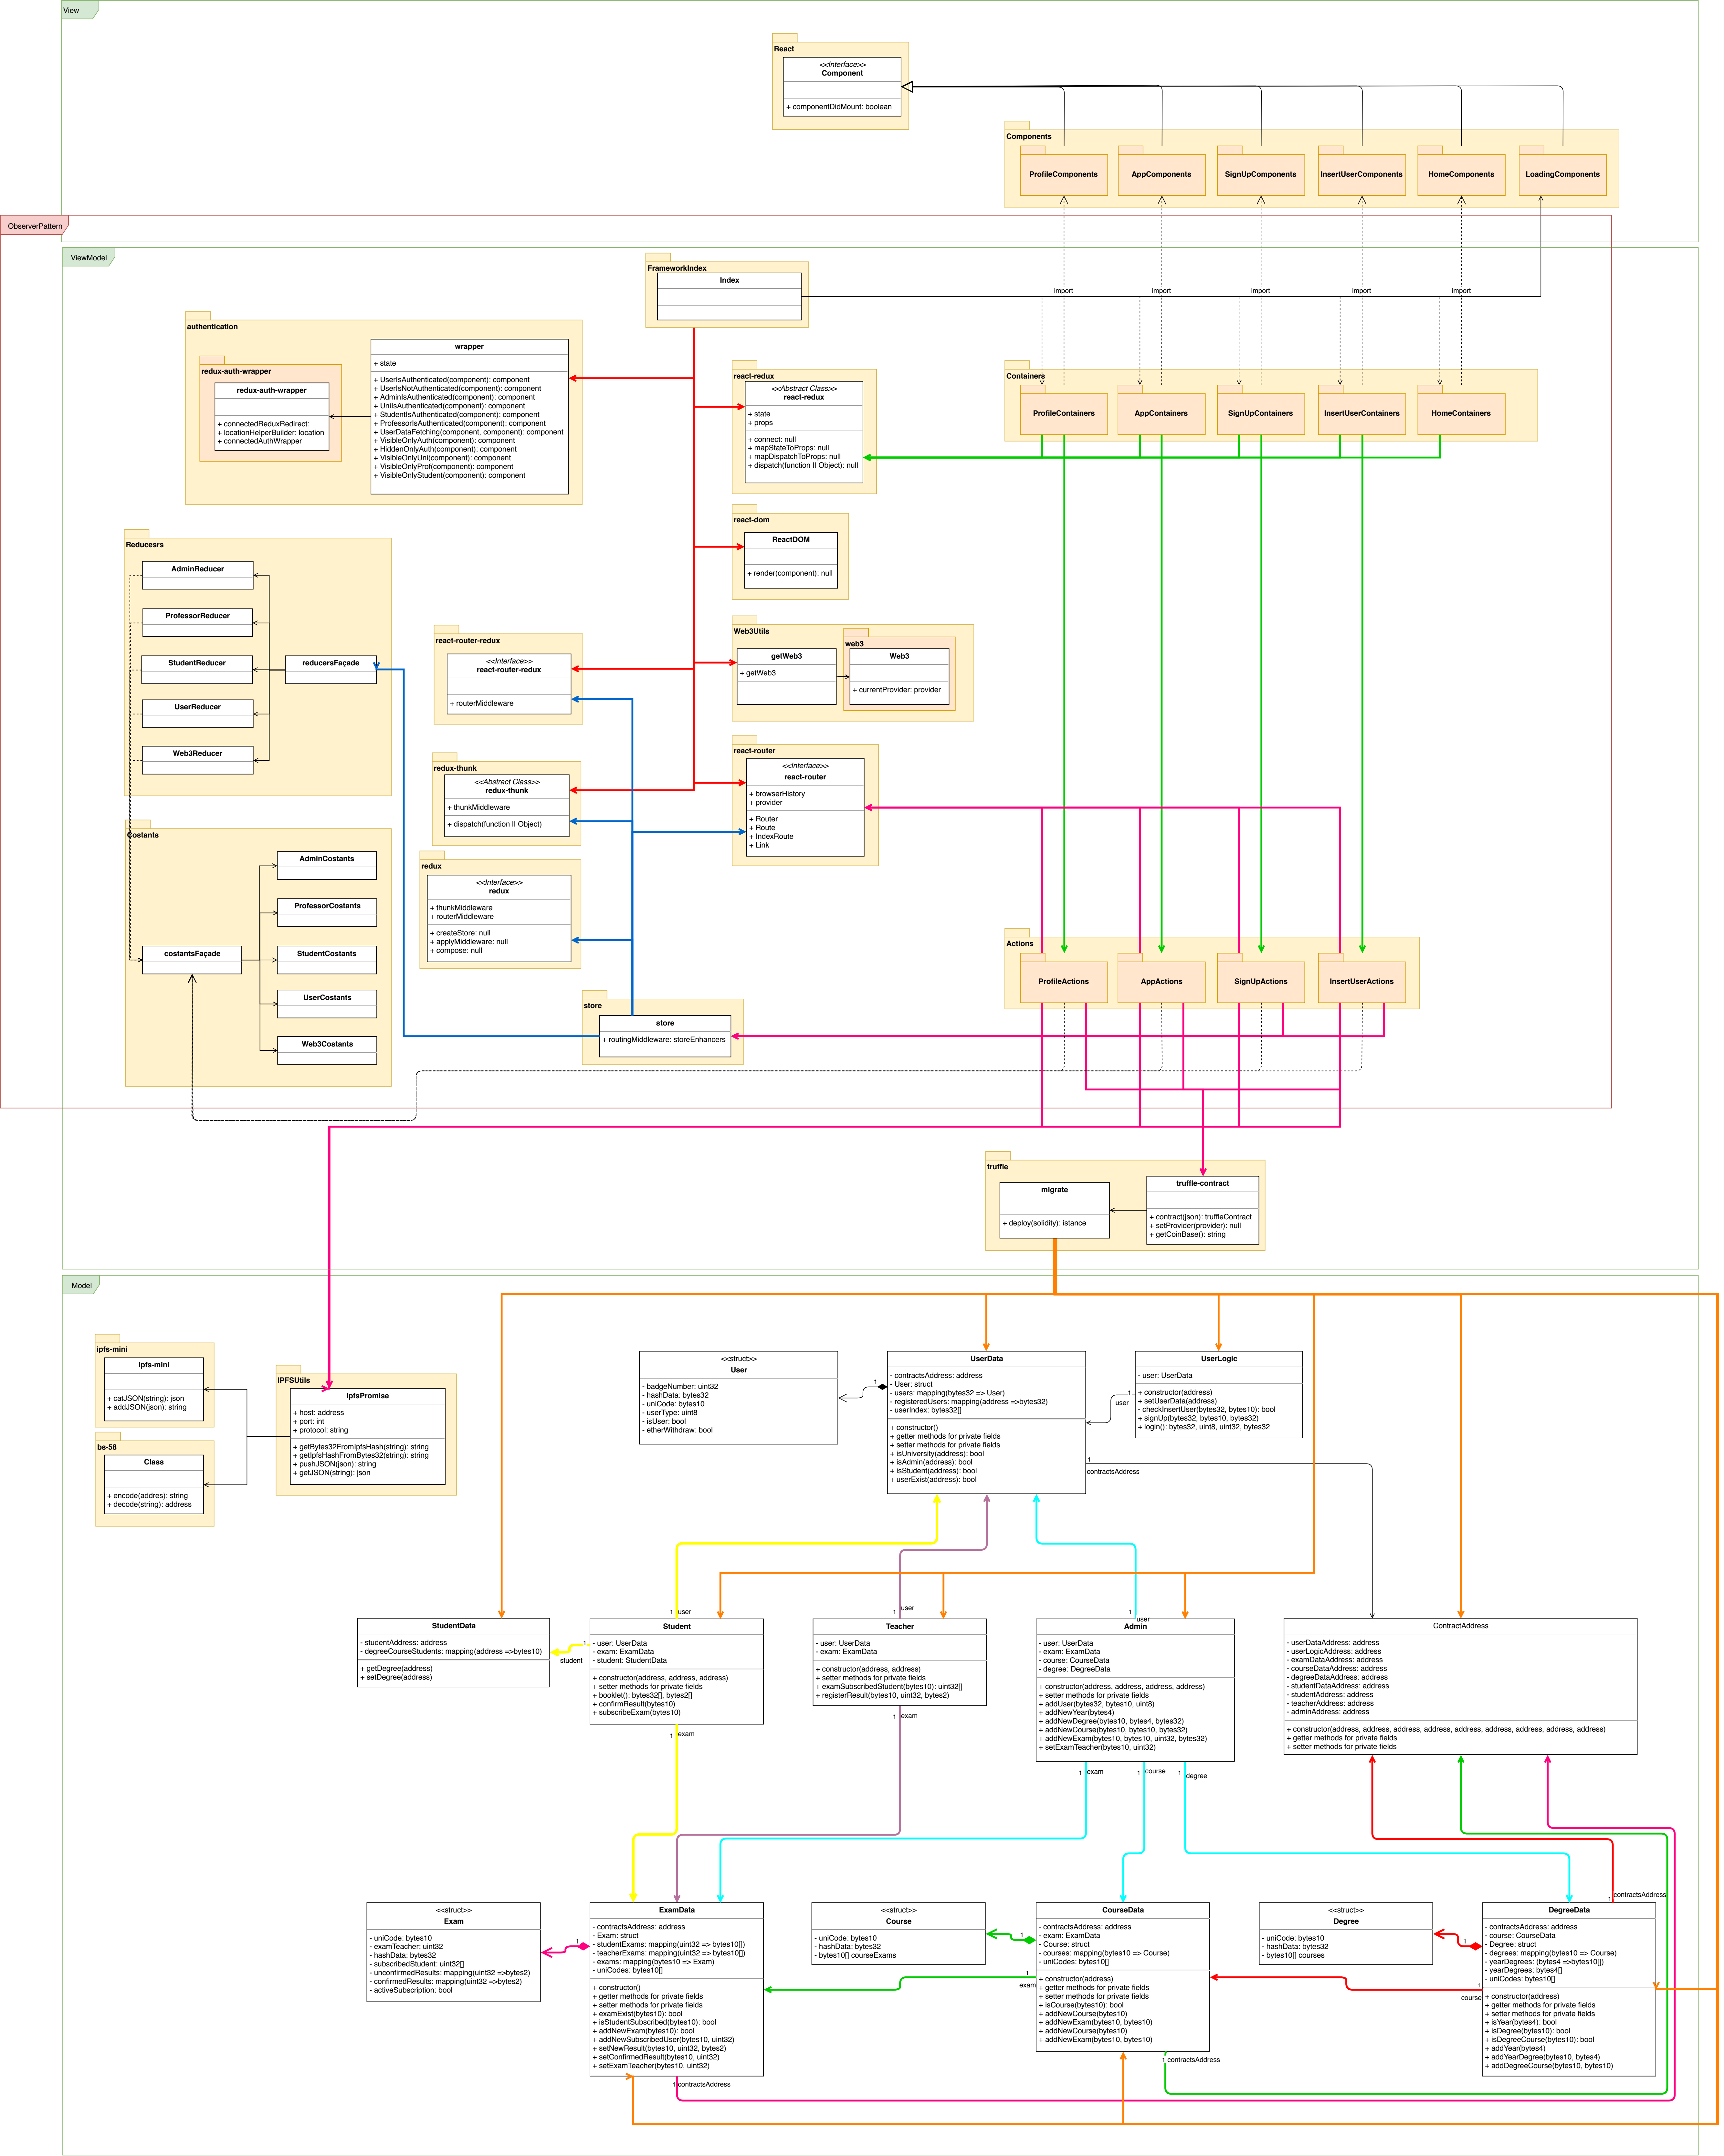 View
React
<<Interface>>
Component
+ componentDidMount: boolean
Components
ProfileComponents
AppComponents
SignUpComponents
InsertUserComponents
HomeComponents
LoadingComponents
ObserverPattern
ViewModel
FrameworkIndex
Index
import
import
import
import
import
authentication
redux-auth-wrapper
redux-auth-wrapper
+ connectedReduxRedirect:
+ locationHelperBuilder: location
+ connectedAuthWrapper
wrapper
+ state
+ UserIsAuthenticated(component): component
+ UserIsNotAuthenticated(component): component
+ AdminIsAuthenticated(component): component
+ UniIsAuthenticated(component): component
+ StudentIsAuthenticated(component): component
+ ProfessorIsAuthenticated(component): component
+ UserDataFetching(component, component): component
+ VisibleOnlyAuth(component): component
+ HiddenOnlyAuth(component): component
+ VisibleOnlyUni(component): component
+ VisibleOnlyProf(component): component
+ VisibleOnlyStudent(component): component
react-redux
<<Abstract Class>>
react-redux
+ state
+ props
+ connect: null
+ mapStateToProps: null
+ mapDispatchToProps: null
+ dispatch(function || Object): null
Containers
ProfileContainers
AppContainers
SignUpContainers
InsertUserContainers
HomeContainers
react-dom
ReactDOM
+ render(component): null
Reducesrs
AdminReducer
ProfessorReducer
StudentReducer
UserReducer
Web3Reducer
reducersFaçade
react-router-redux
<<Interface>>
react-router-redux
+ routerMiddleware
Web3Utils
getWeb3
+ getWeb3
web3
Web3
+ currentProvider: provider
redux-thunk
<<Abstract Class>>
redux-thunk
+ thunkMiddleware
+ dispatch(function || Object)
react-router
<<Interface>>
react-router
+ browserHistory
+ provider
+ Router
+ Route
+ IndexRoute
+ Link
Costants
AdminCostants
ProfessorCostants
costantsFaçade
StudentCostants
UserCostants
Web3Costants
redux
<<Interface>>
redux
+ thunkMiddleware
+ routerMiddleware
+ createStore: null
+ applyMiddleware: null
+ compose: null
store
store
+ routingMiddleware: storeEnhancers
Actions
ProfileActions
AppActions
SignUpActions
InsertUserActions
truffle
migrate
+ deploy(solidity): istance
truffle-contract
+ contract(json): truffleContract
+ setProvider(provider): null
+ getCoinBase(): string
Model
ipfs-mini
ipfs-mini
+ catJSON(string): json
+ addJSON(json): string
bs-58
Class
+ encode(addres): string
+ decode(string): address
IPFSUtils
IpfsPromise
+ host: address
+ port: int
+ protocol: string
+ getBytes32FromIpfsHash(string): string
+ getIpfsHashFromBytes32(string): string
+ pushJSON(json): string
+ getJSON(string): json
<<struct>>
User
- badgeNumber: uint32
- hashData: bytes32
- uniCode: bytes10
- userType: uint8
- isUser: bool
- etherWithdraw: bool
1
UserData
- contractsAddress: address
- User: struct
- users: mapping(bytes32 => User)
- registeredUsers: mapping(address =>bytes32)
- userIndex: bytes32[]
+ constructor()
+ getter methods for private fields
+ setter methods for private fields
+ isUniversity(address): bool
+ isAdmin(address): bool
+ isStudent(address): bool
+ userExist(address): bool
1
user
UserLogic
- user: UserData
+ constructor(address)
+ setUserData(address)
- checkInsertUser(bytes32, bytes10): bool
+ signUp(bytes32, bytes10, bytes32)
+ login(): bytes32, uint8, uint32, bytes32
1
contractsAddress
1 user
1 user
1
user
StudentData
- studentAddress: address
- degreeCourseStudents: mapping(address =>bytes10)
+ getDegree(address)
+ setDegree(address)
1
student
Student
- user: UserData
- exam: ExamData
- student: StudentData
+ constructor(address, address, address)
+ setter methods for private fields
+ booklet(): bytes32[], bytes2[]
+ confirmResult(bytes10)
+ subscribeExam(bytes10)
Teacher
- user: UserData
- exam: ExamData
+ constructor(address, address)
+ setter methods for private fields
+ examSubscribedStudent(bytes10): uint32[]
+ registerResult(bytes10, uint32, bytes2)
Admin
- user: UserData
- exam: ExamData
- course: CourseData
- degree: DegreeData
+ constructor(address, address, address, address)
+ setter methods for private fields
+ addUser(bytes32, bytes10, uint8)
+ addNewYear(bytes4)
+ addNewDegree(bytes10, bytes4, bytes32)
+ addNewCourse(bytes10, bytes10, bytes32)
+ addNewExam(bytes10, bytes10, uint32, bytes32)
+ setExamTeacher(bytes10, uint32)
ContractAddress
- userDataAddress: address
- userLogicAddress: address
- examDataAddress: address
- courseDataAddress: address
- degreeDataAddress: address
- studentDataAddress: address
- studentAddress: address
- teacherAddress: address
- adminAddress: address
+ constructor(address, address, address, address, address, address, address, address)
+ getter methods for private fields
+ setter methods for private fields
1 exam
1 exam
1 exam
1 course
1 degree
<<struct>>
Exam
- uniCode: bytes10
- examTeacher: uint32
- hashData: bytes32
- subscribedStudent: uint32[]
- unconfirmedResults: mapping(uint32 =>bytes2)
- confirmedResults: mapping(uint32 =>bytes2)
- activeSubscription: bool
1
ExamData
- contractsAddress: address
- Exam: struct
- studentExams: mapping(uint32 => bytes10[])
- teacherExams: mapping(uint32 => bytes10[])
- exams: mapping(bytes10 => Exam)
- uniCodes: bytes10[]
+ constructor()
+ getter methods for private fields
+ setter methods for private fields
+ examExist(bytes10): bool
+ isStudentSubscribed(bytes10): bool
+ addNewExam(bytes10): bool
+ addNewSubscribedUser(bytes10, uint32)
+ setNewResult(bytes10, uint32, bytes2)
+ setConfirmedResult(bytes10, uint32)
+ setExamTeacher(bytes10, uint32)
<<struct>>
Course
- uniCode: bytes10
- hashData: bytes32
- bytes10[] courseExams
1
1
exam
CourseData
- contractsAddress: address
- exam: ExamData
- Course: struct
- courses: mapping(bytes10 => Course)
- uniCodes: bytes10[]
+ constructor(address)
+ getter methods for private fields
+ setter methods for private fields
+ isCourse(bytes10): bool
+ addNewCourse(bytes10)
+ addNewExam(bytes10, bytes10)
+ addNewCourse(bytes10)
+ addNewExam(bytes10, bytes10)
<<struct>>
Degree
- uniCode: bytes10
- hashData: bytes32
- bytes10[] courses
1
1
course
1
contractsAddress
DegreeData
- contractsAddress: address
- course: CourseData
- Degree: struct
- degrees: mapping(bytes10 => Course)
- yearDegrees: (bytes4 =>bytes10[])
- yearDegrees: bytes4[]
- uniCodes: bytes10[]
+ constructor(address)
+ getter methods for private fields
+ setter methods for private fields
+ isYear(bytes4): bool
+ isDegree(bytes10): bool
+ isDegreeCourse(bytes10): bool
+ addYear(bytes4)
+ addYearDegree(bytes10, bytes4)
+ addDegreeCourse(bytes10, bytes10)
1 contractsAddress
1 contractsAddress